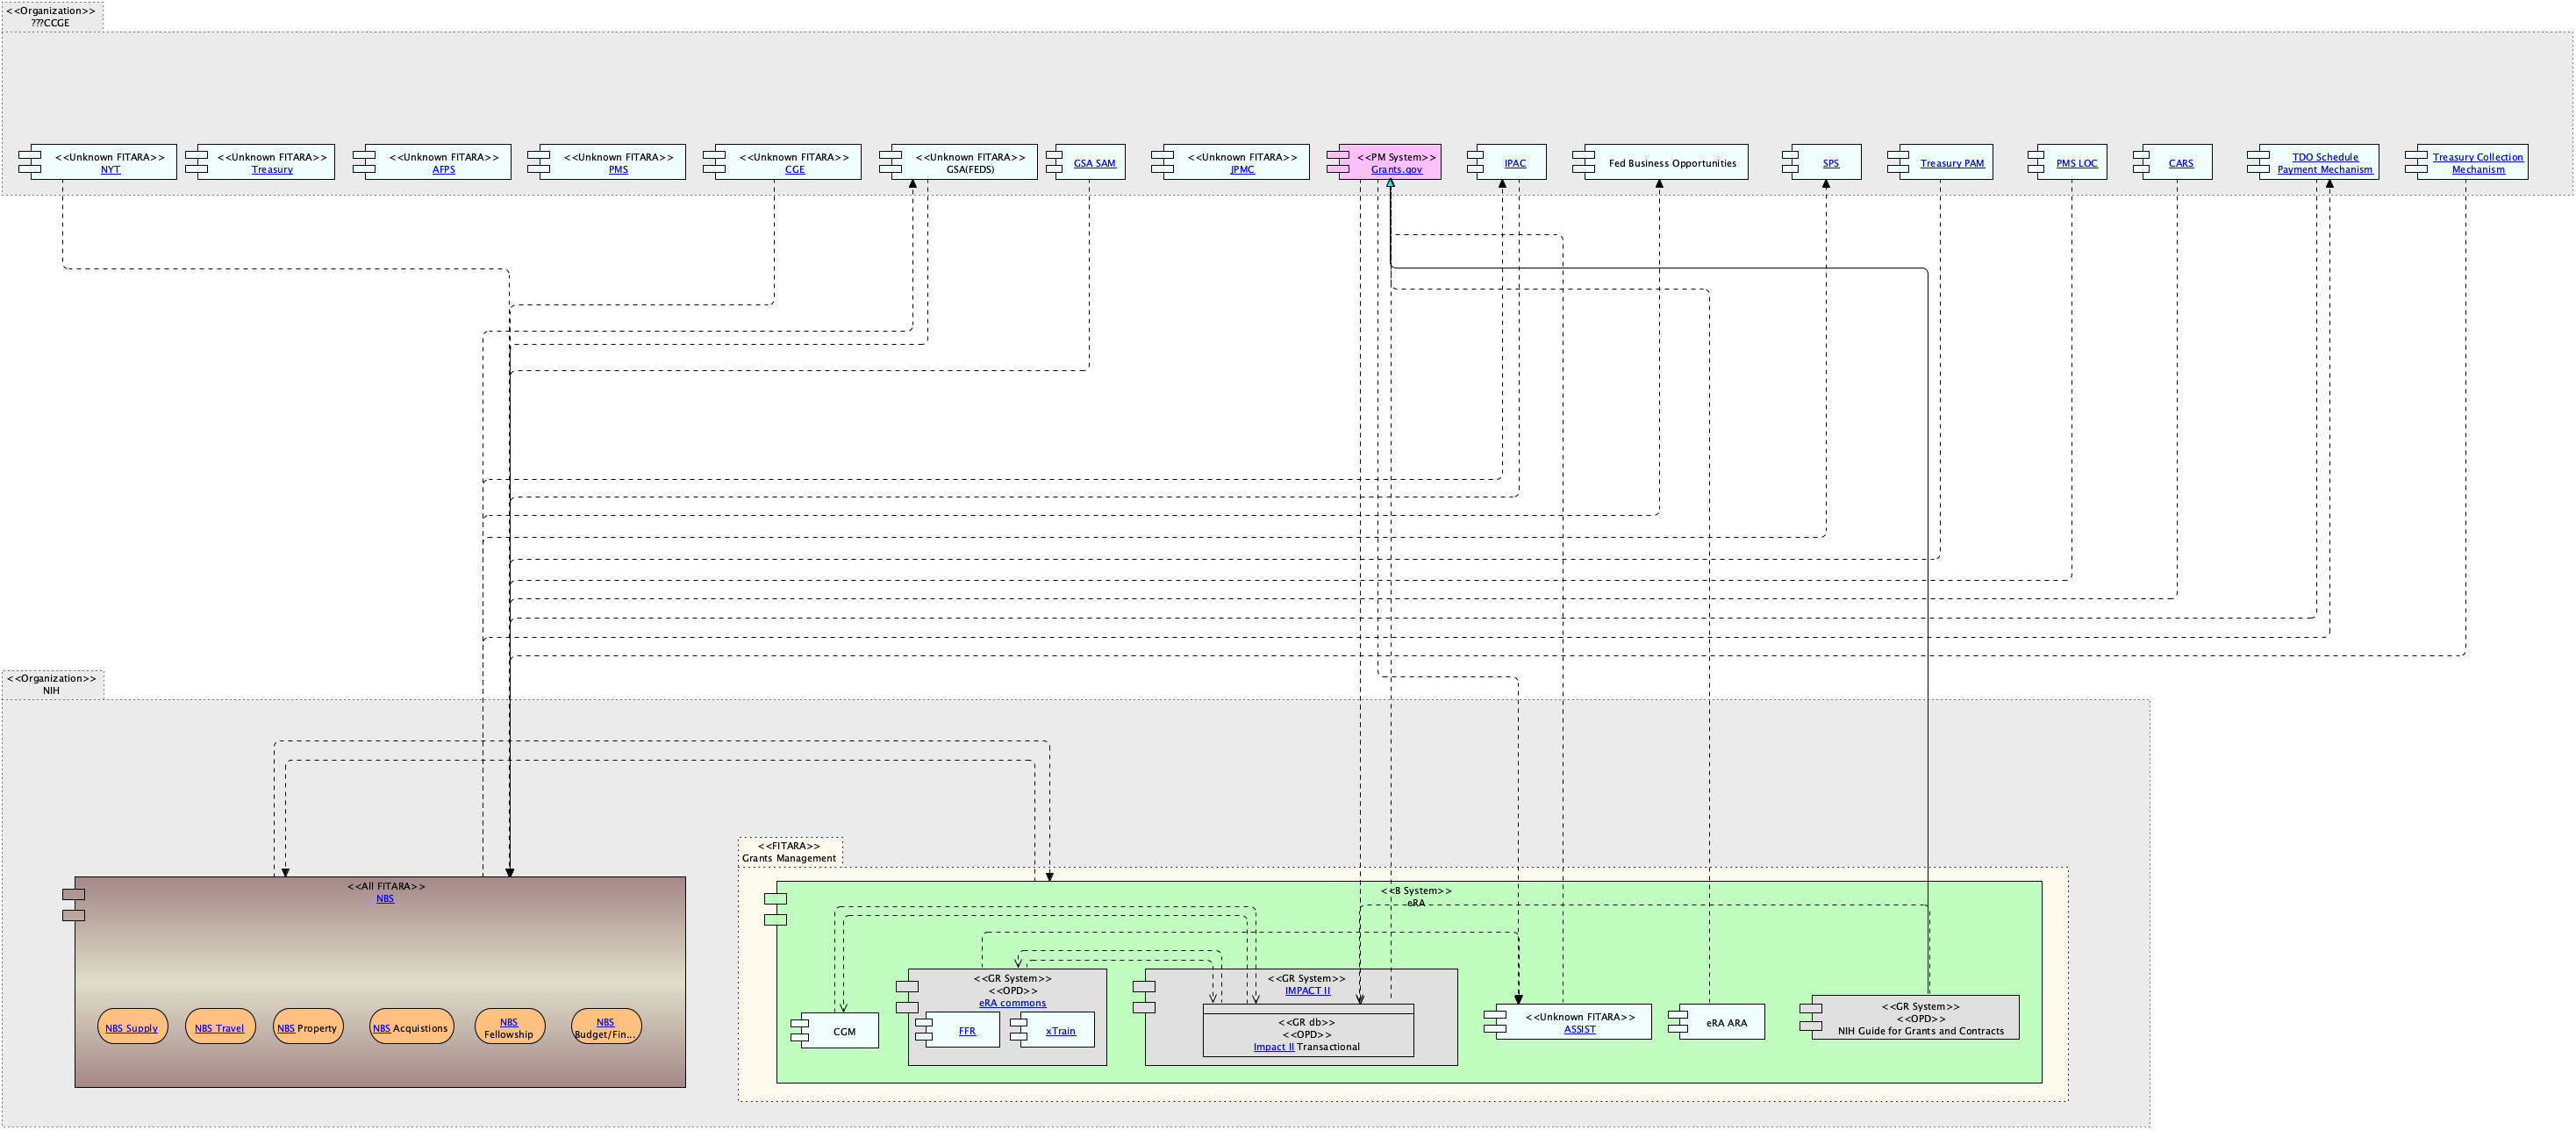 <<Organization>>
???CCGE
<<Unknown FITARA>>
NYT
<<Unknown FITARA>>
Treasury
<<Unknown FITARA>>
AFPS
<<Unknown FITARA>>
PMS
<<Unknown FITARA>>
CGE
<<Unknown FITARA>>
GSA(FEDS)
GSA SAM
<<Unknown FITARA>>
JPMC
<<PM System>>
Grants.gov
IPAC
Fed Business Opportunities
SPS
Treasury PAM
PMS LOC
CARS
TDO Schedule
Payment Mechanism
Treasury Collection
Mechanism
<<Organization>>
NIH
<<All FITARA>>
NBS
NBS Supply
NBS Travel
NBS Property
NBS Acquistions
NBS
Fellowship
NBS
Budget/Fin...
<<FITARA>>
Grants Management
<<B System>>
eRA
CGM
<<GR System>>
<<OPD>>
eRA commons
FFR
xTrain
<<GR System>>
IMPACT II
<<GR db>>
<<OPD>>
Impact II Transactional
<<Unknown FITARA>>
ASSIST
eRA ARA
<<GR System>>
<<OPD>>
NIH Guide for Grants and Contracts